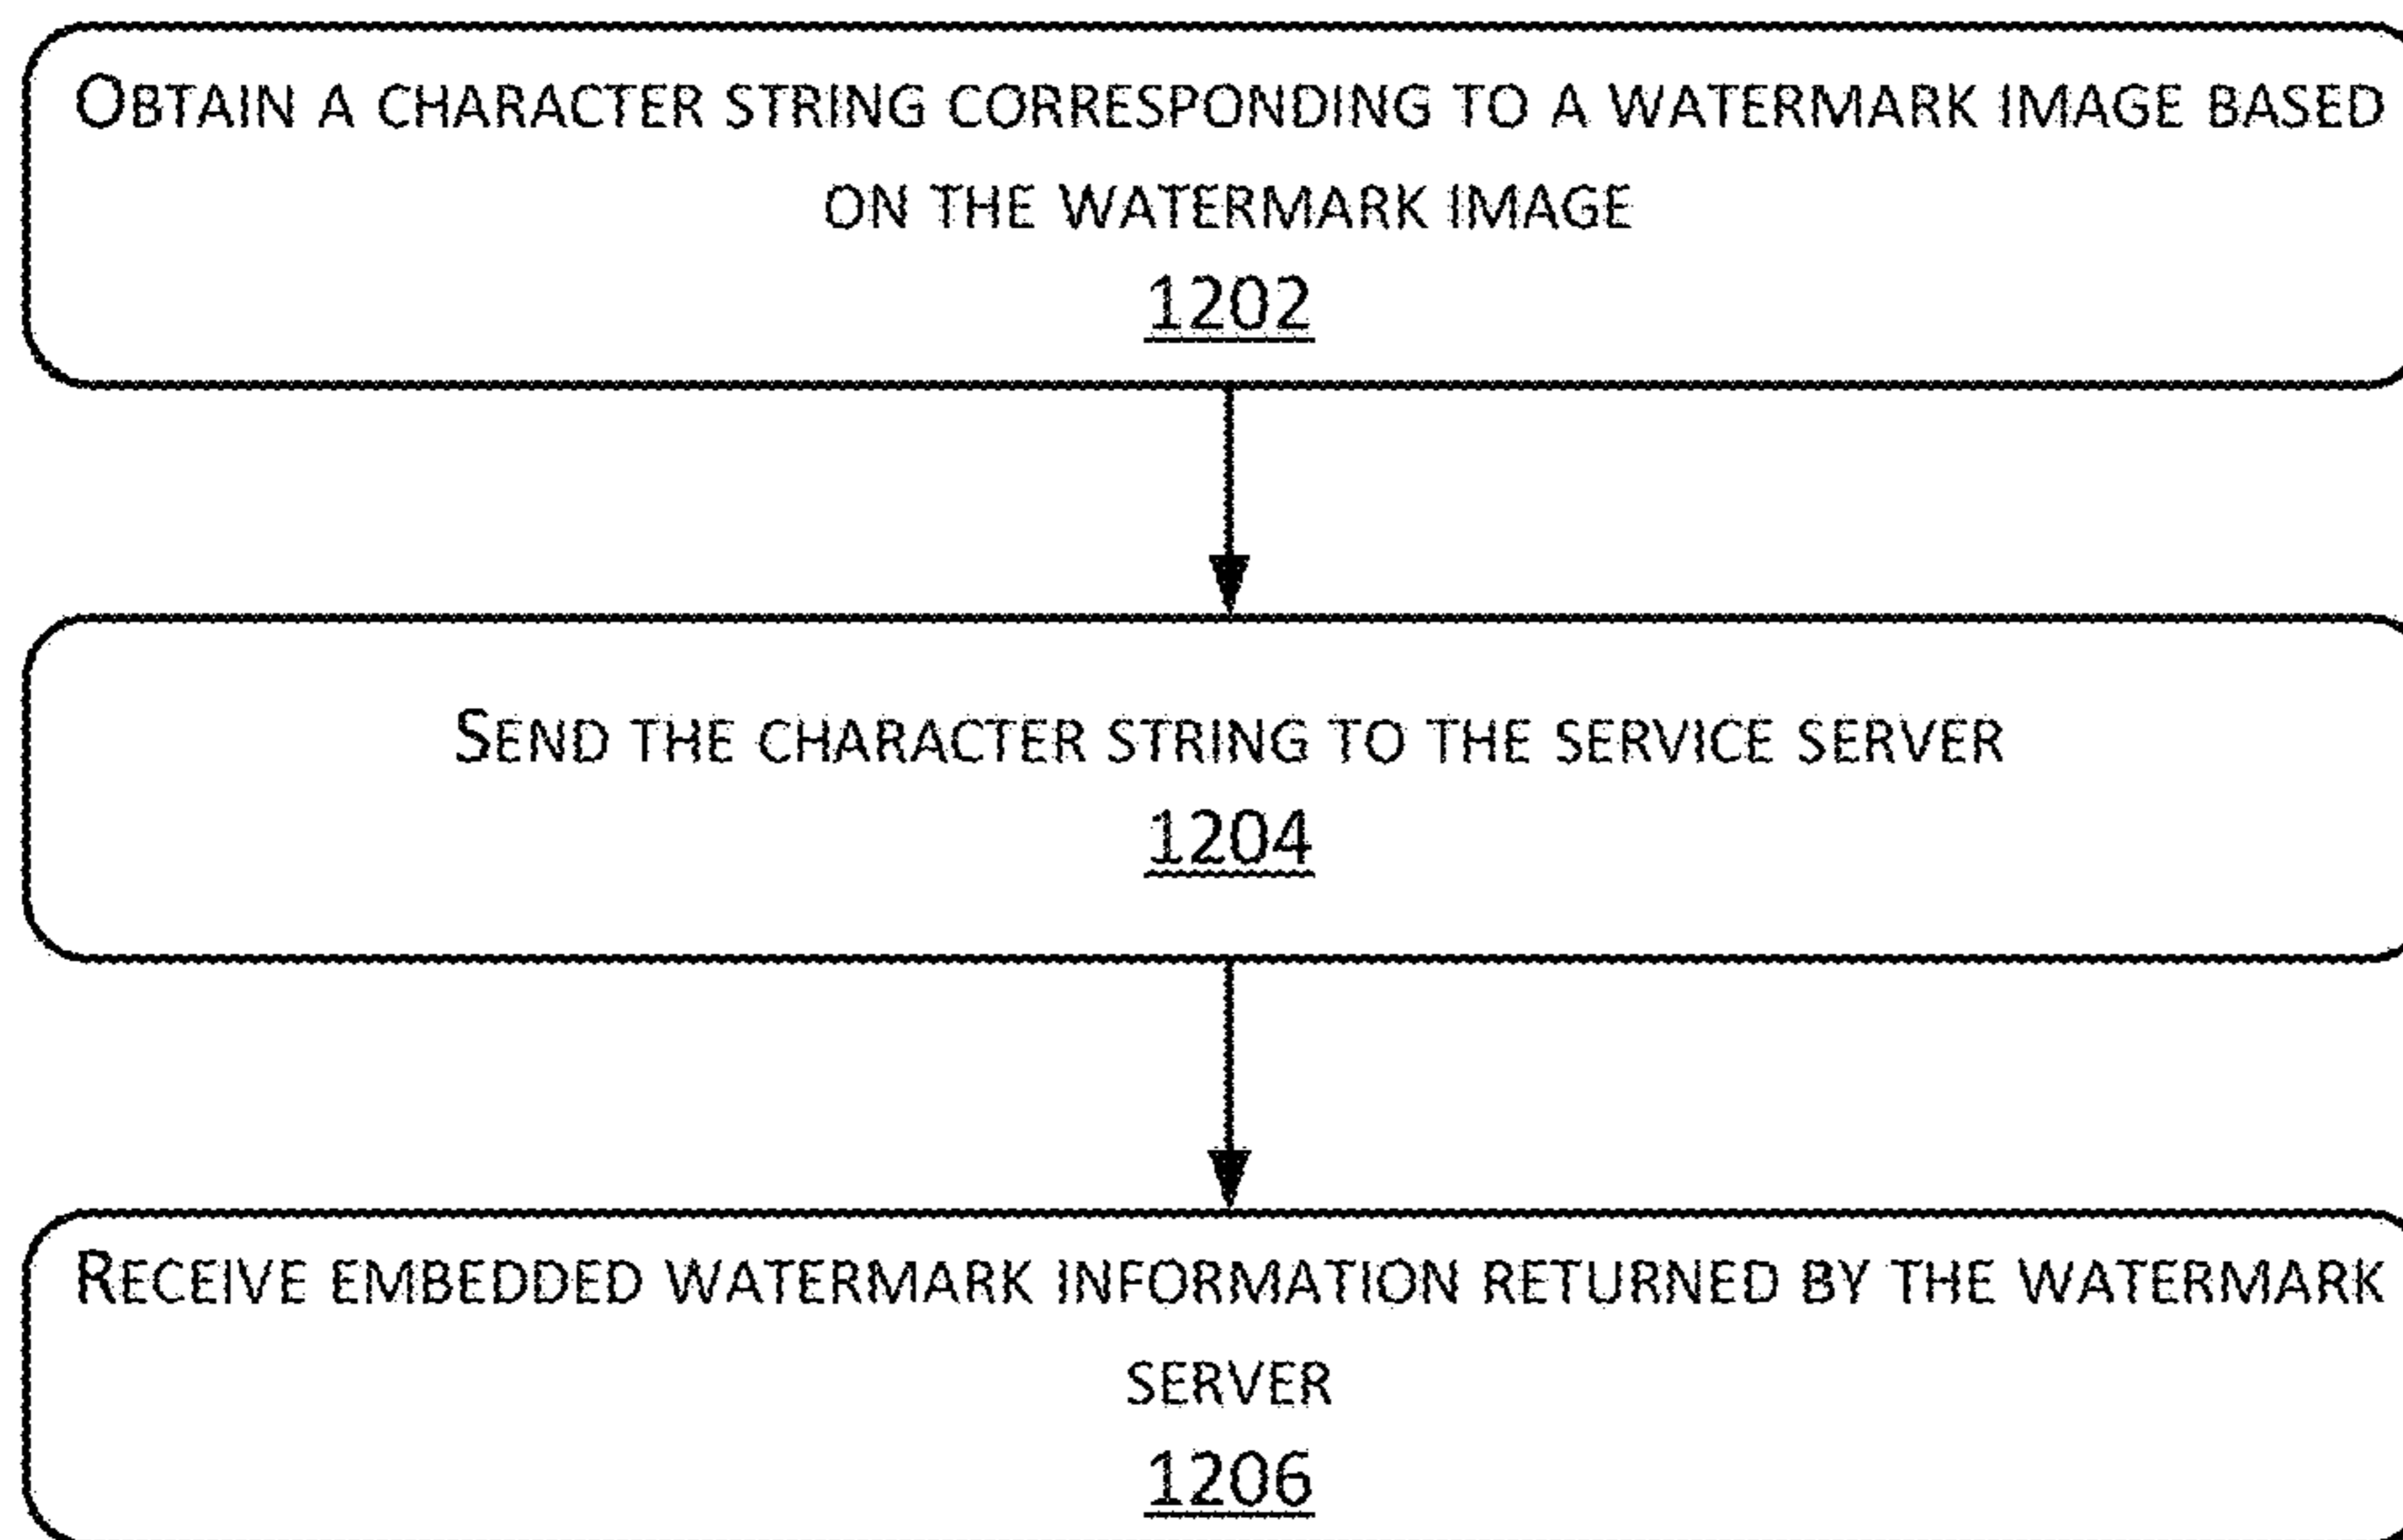 OBTAIN A CHARACTER STRING CORRESPONDING TO A WATERMARK IMAGE BASED
ON THE WATERMARK IMAGE
1202
SEND THE CHARACTER STRING TO THE SERVICE SERVER
1204
RECEIVE EMBEDDED WATERMARK INFORMATION RETURNED BY THE WATERMARK
SERVER
1206